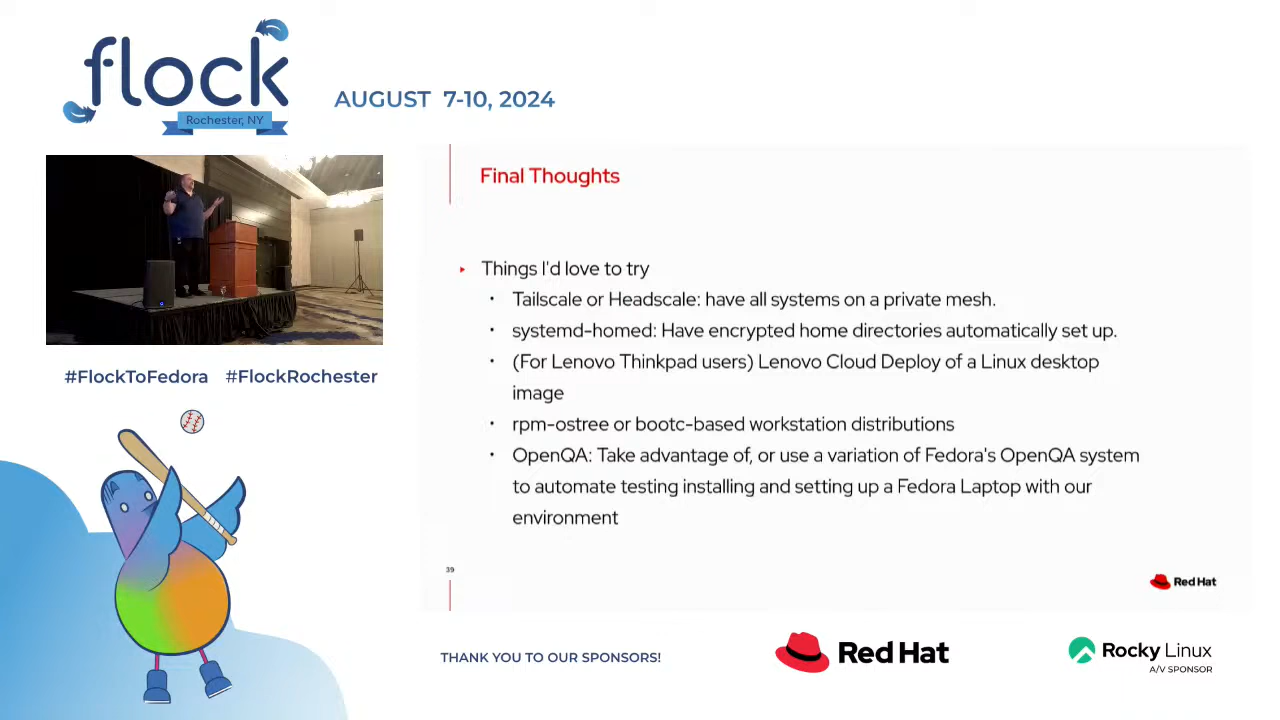 flock
Rochester, NY
AUGUST 7-10, 2024
Final Thoughts
▸ Things I'd love to try
• Tailscale or Headscale: have all systems on a private mesh.
• systemd-homed: Have encrypted home directories automatically set up.
• (For Lenovo Thinkpad users) Lenovo Cloud Deploy of a Linux desktop
image
• rpm-ostree or bootc-based workstation distributions
• OpenQA: Take advantage of, or use a variation of Fedora's OpenQA system
to automate testing installing and setting up a Fedora Laptop with our
environment
39
Red Hat
#FlockToFedora #FlockRochester
THANK YOU TO OUR SPONSORS!
Red Hat
Rocky Linux
A/V SPONSOR